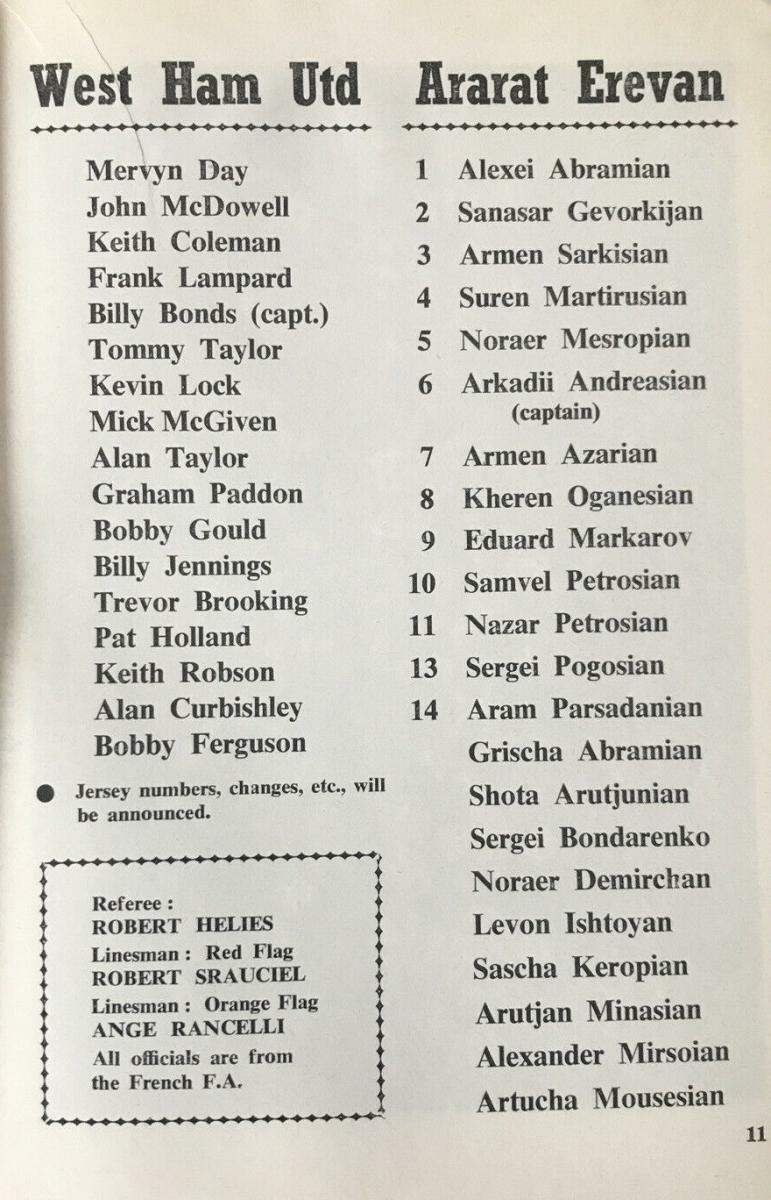 West Ham Utd
Mervyn Day
John McDowell
Keith Coleman
Frank Lampard
Billy Bonds (capt.)
Tommy Taylor
Kevin Lock
Mick McGiven
Alan Taylor
Graham Paddon
Bobby Gould
Billy Jennings
Trevor Brooking
Pat Holland
Keith Robson
Alan Curbishley
Bobby Ferguson
● Jersey numbers, changes, etc., will
be announced.
Referee :
ROBERT HELIES
Linesman : Red Flag
ROBERT SRAUCIEL
Linesman : Orange Flag
ANGE RANCELLI
All officials are from
the French F.A.
Ararat Erevan
1 Alexei Abramian
2 Sanasar Gevorkijan
3 Armen Sarkisian
4 Suren Martirusian
5 Noraer Mesropian
6 Arkadii Andreasian
(captain)
7 Armen Azarian
8 Kheren Oganesian
9 Eduard Markarov
10 Samvel Petrosian
11 Nazar Petrosian
13 Sergei Pogosian
14 Aram Parsadanian
Grischa Abramian
Shota Arutjunian
Sergei Bondarenko
Noraer Demirchan
Levon Ishtoyan
Sascha Keropian
Arutjan Minasian
Alexander Mirsoian
Artucha Mousesian
11